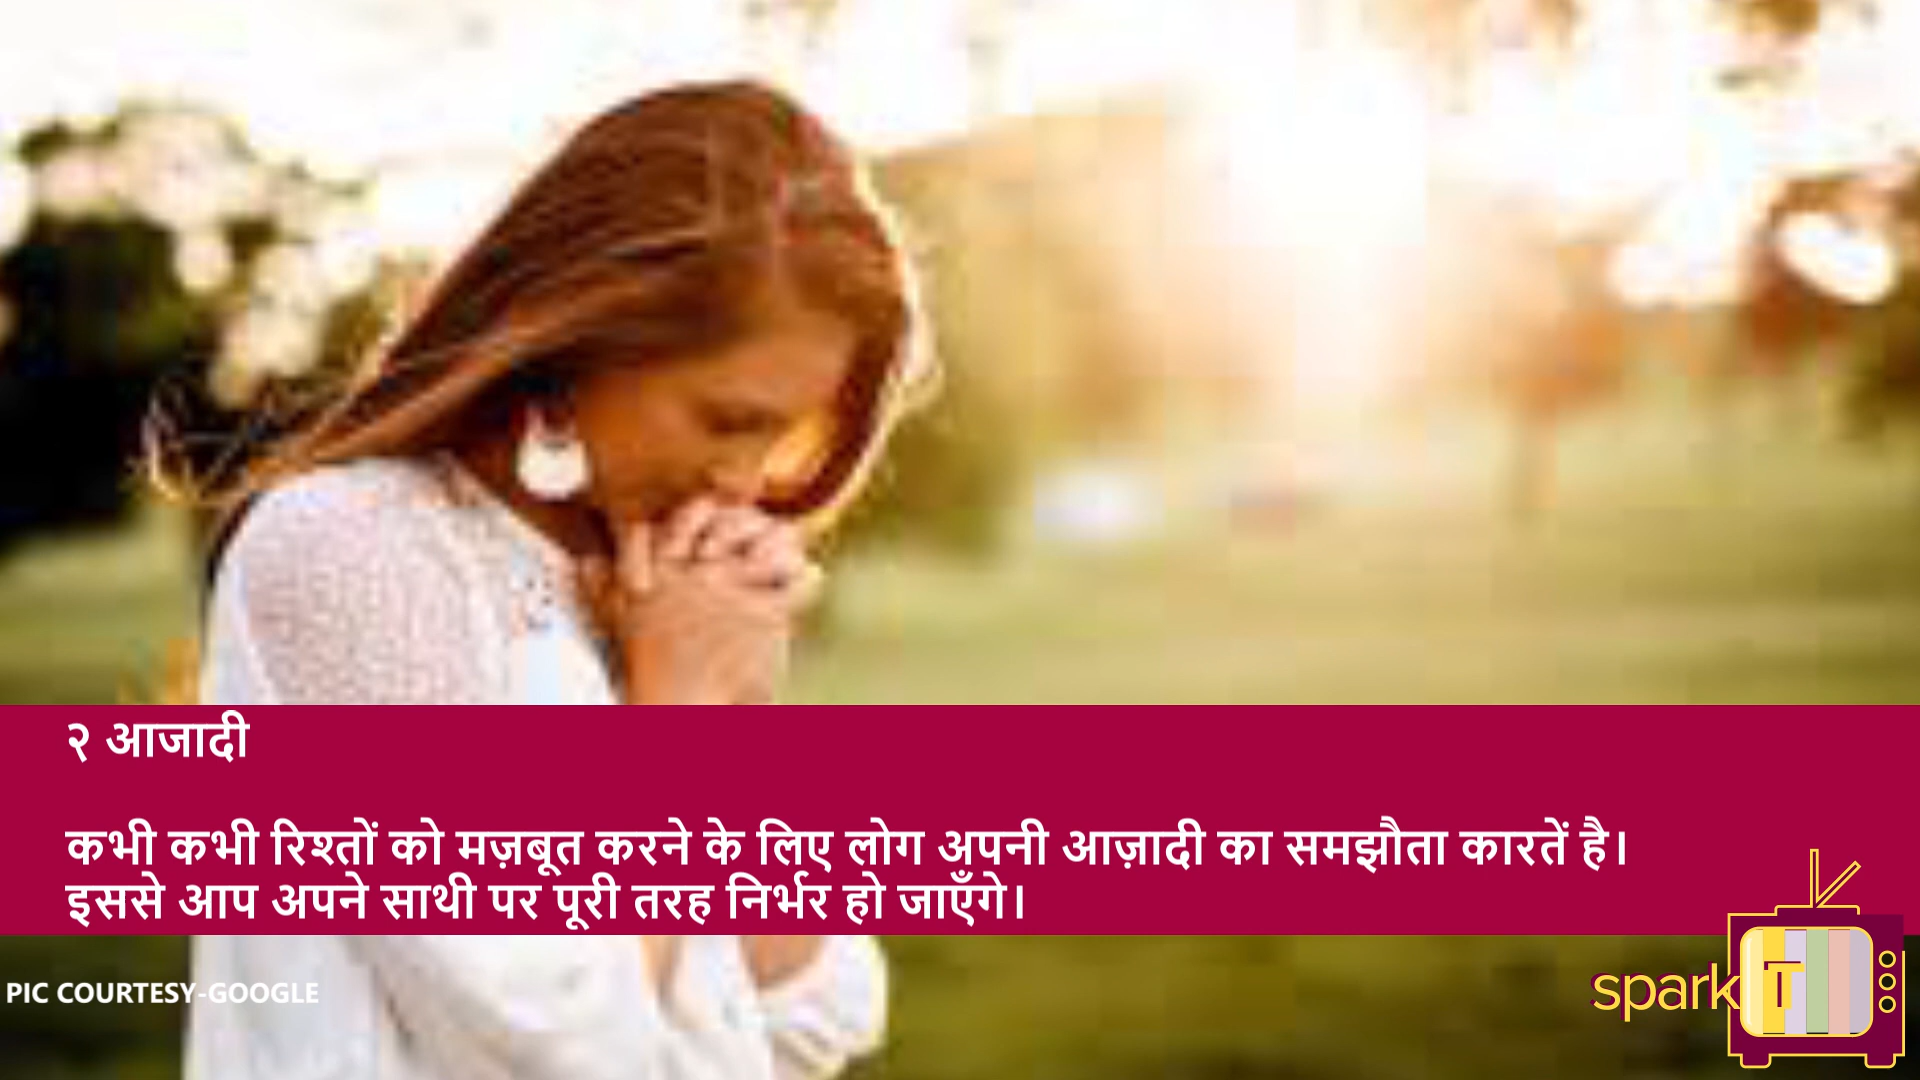 २ आजादी
कभी कभी रिश्तों को मज़बूत करने के लिए लोग अपनी आज़ादी का समझौता कारतें है।
इससे आप अपने साथी पर पूरी तरह निर्भर हो जाएँगे।
PIC COURTESY-GOOGLE
spark T